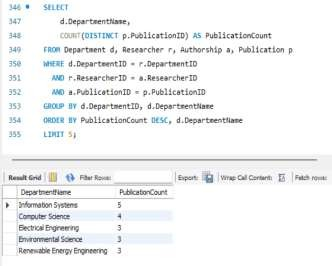 346 SELECT
347 d.DepartmentName,
348 COUNT(DISTINCT p.PublicationID) AS PublicationCount
349 FROM Department d, Researcher r, Authorship a, Publication p
350 WHERE d.DepartmentID = r.DepartmentID
351 AND r.ResearcherID = a.ResearcherID
352 AND a.PublicationID = p.PublicationID
353 GROUP BY d.DepartmentID, d.DepartmentName
354 ORDER BY PublicationCount DESC, d.DepartmentName
355 LIMIT 5;
Result Grid Filter Rows: Export: Wrap Cell Content: Fetch rows:
DepartmentName PublicationCount
Information Systems 5
Computer Science 4
Electrical Engineering 3
Environmental Science 3
Renewable Energy Engineering 3